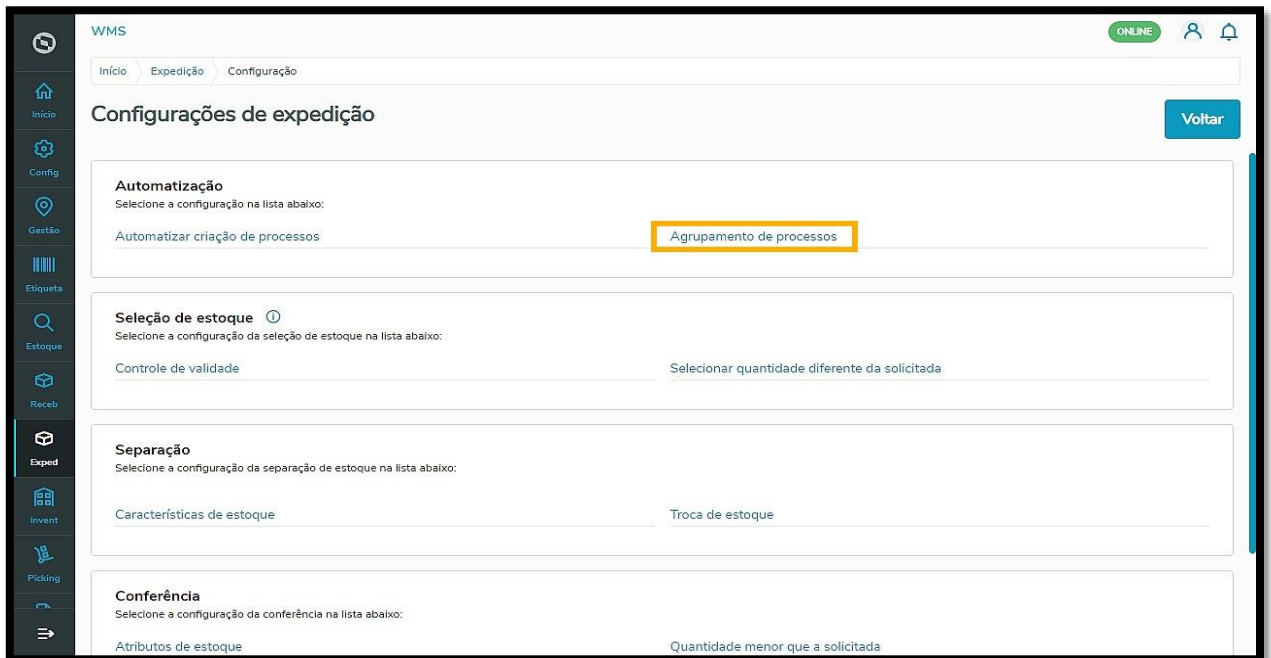 WMS
ONLINE
Início
Expedição
Configuração
Configurações de expedição
Voltar
Início
Config
Gestão
Etiqueta
Estoque
Receb
Exped
Invent
Picking
Automatização
Selecione a configuração na lista abaixo:
Automatizar criação de processos
Agrupamento de processos
Seleção de estoque
Selecione a configuração da seleção de estoque na lista abaixo:
Controle de validade
Selecionar quantidade diferente da solicitada
Separação
Selecione a configuração da separação de estoque na lista abaixo:
Características de estoque
Troca de estoque
Conferência
Selecione a configuração da conferência na lista abaixo:
Atributos de estoque
Quantidade menor que a solicitada